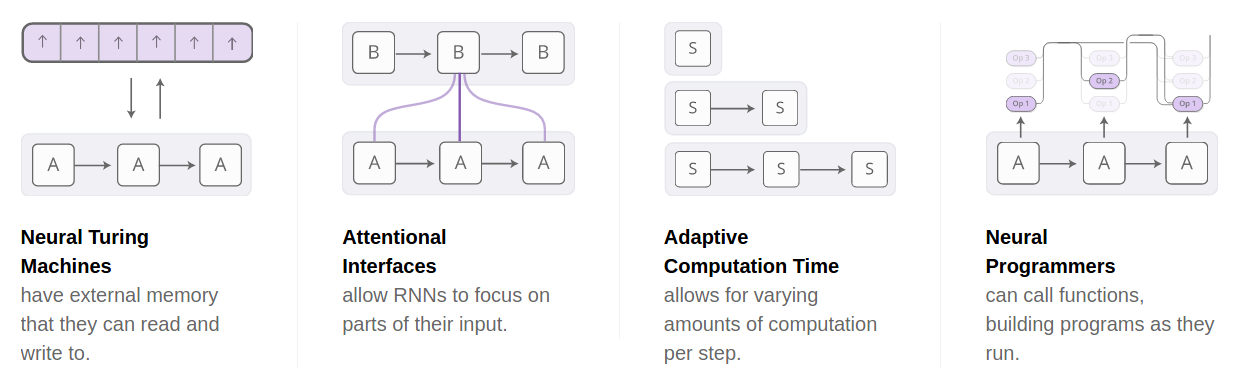 B B B
A A A
A A A
S
S S
S S S
Op 3 Op 1 Op 3
Op 3 Op 2 Op 2
Op 1 Op 1 Op 1
A A A
Neural Turing
Machines
have external memory
that they can read and
write to.
Attentional
Interfaces
allow RNNs to focus on
parts of their input.
Adaptive
Computation Time
allows for varying
amounts of computation
per step.
Neural
Programmers
can call functions,
building programs as they
run.